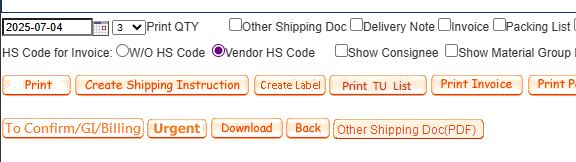 2025-07-04 3 Print QTY Other Shipping Doc Delivery Note Invoice Packing List
HS Code for Invoice: W/O HS Code Vendor HS Code Show Consignee Show Material Group
Print Create Shipping Instruction Create Label Print TU List Print Invoice Print
To Confirm/GI/Billing Urgent Download Back Other Shipping Doc(PDF)